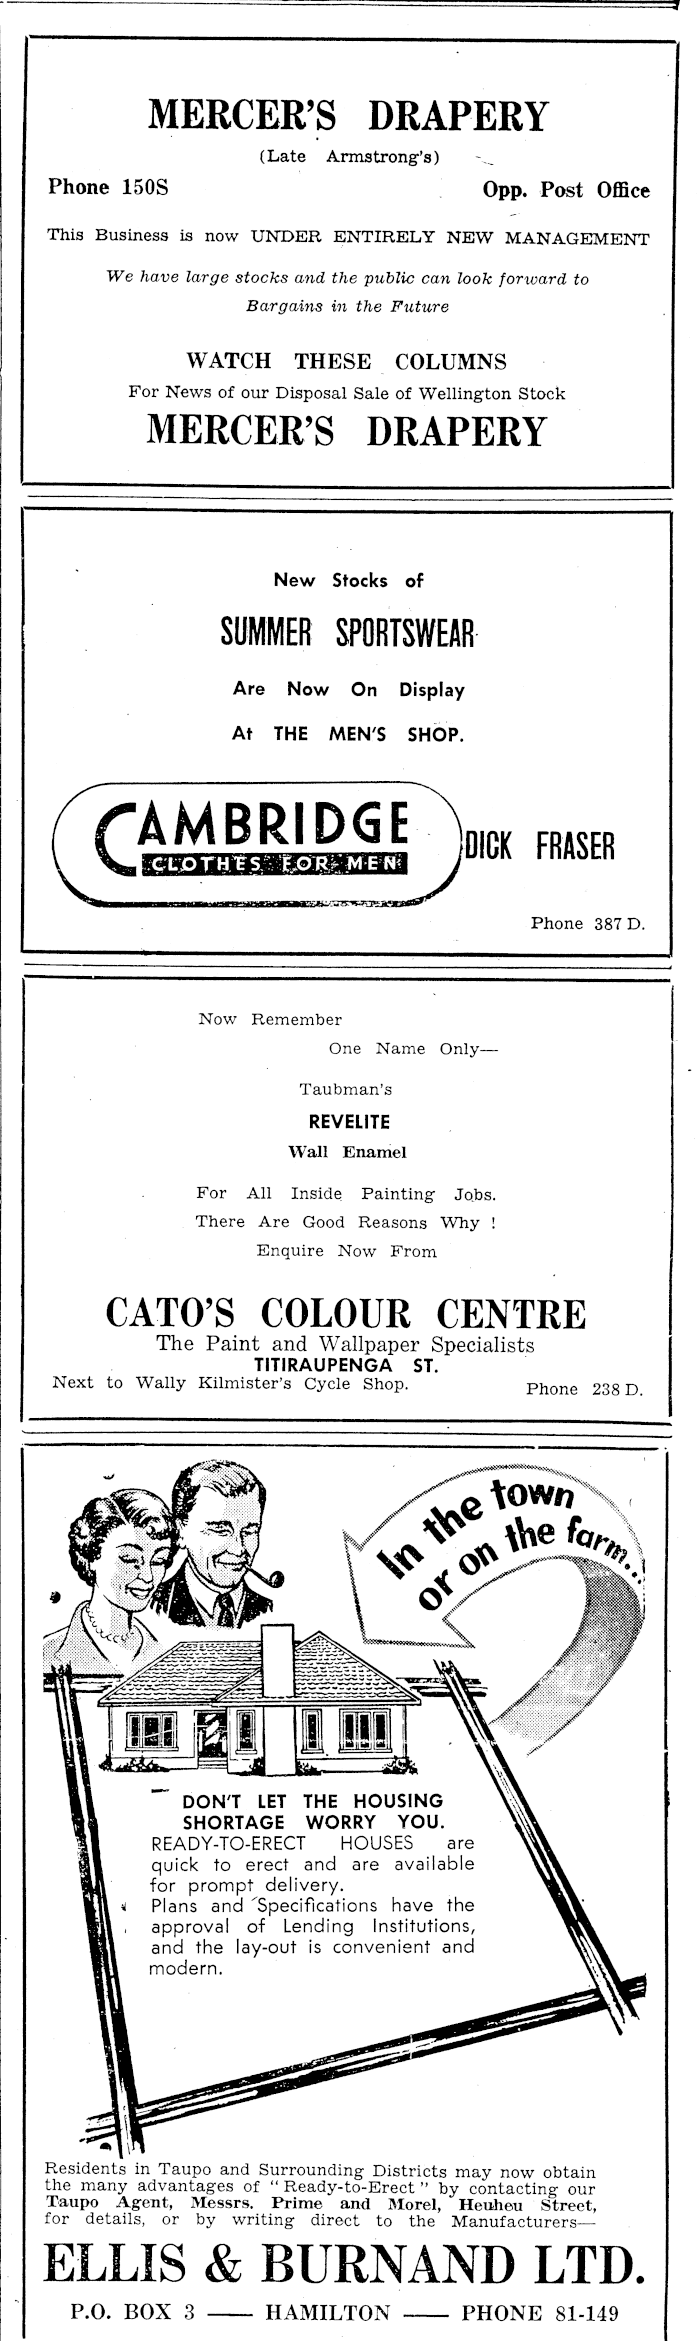 MERCER'S DRAPERY
(Late Armstrong's)
Phone 150S Opp. Post Office
This Business is now UNDER ENTIRELY NEW MANAGEMENT
We have large stocks and the public can look forward to
Bargains in the Future
WATCH THESE COLUMNS
For News of our Disposal Sale of Wellington Stock
MERCER'S DRAPERY
New Stocks of
SUMMER SPORTSWEAR
Are Now On Display
At THE MEN'S SHOP.
CAMBRIDGE
CLOTHES FOR MEN
DICK FRASER
Phone 387 D.
Now Remember
One Name Only—
Taubman's
REVELITE
Wall Enamel
For All Inside Painting Jobs.
There Are Good Reasons Why !
Enquire Now From
CATO'S COLOUR CENTRE
The Paint and Wallpaper Specialists
TITIRAUPENGA ST.
Next to Wally Kilmister's Cycle Shop. Phone 238 D.
In the town
or on the farm...
DON'T LET THE HOUSING
SHORTAGE WORRY YOU.
READY-TO-ERECT HOUSES are
quick to erect and are available
for prompt delivery.
Plans and Specifications have the
approval of Lending Institutions,
and the lay-out is convenient and
modern.
Residents in Taupo and Surrounding Districts may now obtain
the many advantages of "Ready-to-Erect" by contacting our
Taupo Agent, Messrs. Prime and Morel, Heuheu Street,
for details, or by writing direct to the Manufacturers—
ELLIS & BURNAND LTD.
P.O. BOX 3 — HAMILTON — PHONE 81-149